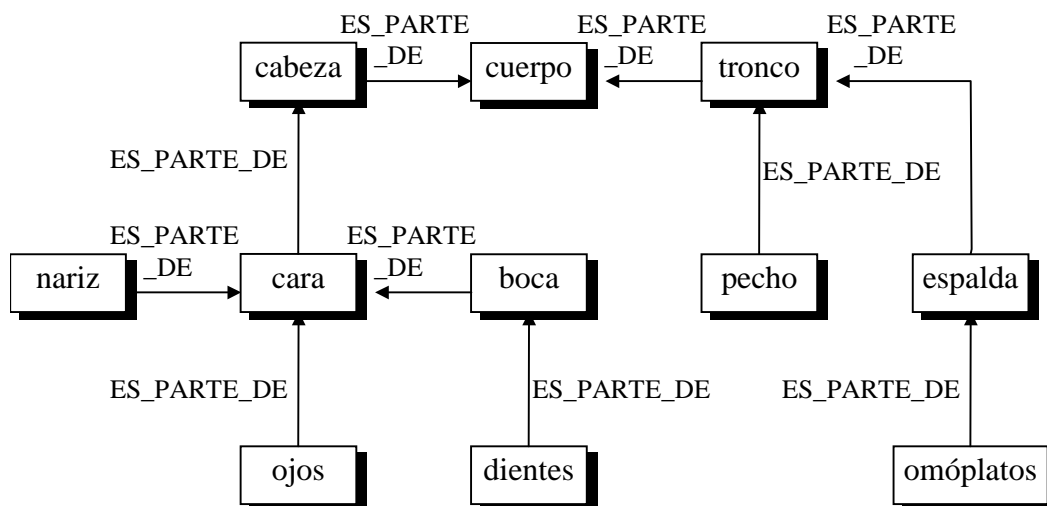 ES_PARTE
_DE
ES_PARTE
_DE
ES_PARTE
_DE
cabeza
cuerpo
tronco
ES_PARTE_DE
ES_PARTE_DE
ES_PARTE
_DE
ES_PARTE
_DE
nariz
cara
boca
pecho
espalda
ES_PARTE_DE
ES_PARTE_DE
ES_PARTE_DE
ojos
dientes
omóplatos